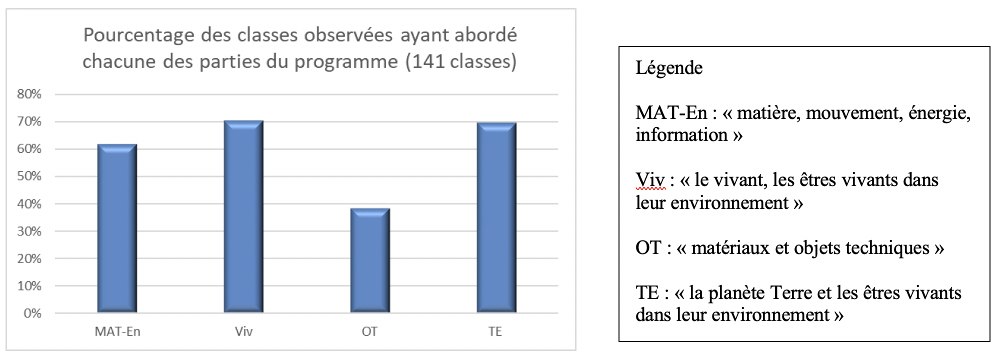 Pourcentage des classes observées ayant abordé
chacune des parties du programme (141 classes)
80%
70%
60%
50%
40%
30%
20%
10%
0%
MAT-En
Viv
OT
TE
Légende
MAT-En : « matière, mouvement, énergie,
information »
Viv : « le vivant, les êtres vivants dans
leur environnement »
OT : « matériaux et objets techniques »
TE : « la planète Terre et les êtres vivants
dans leur environnement »